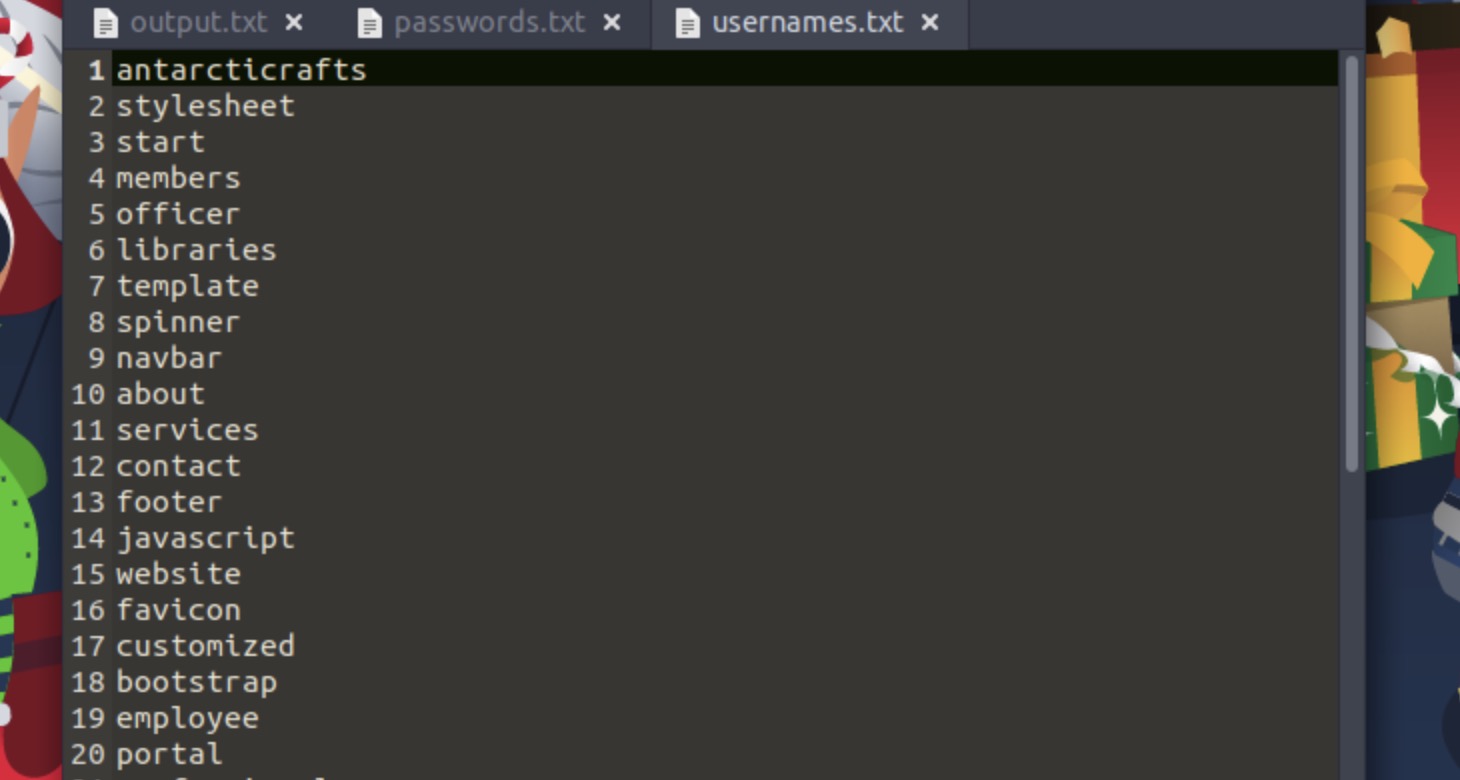 output.txt × passwords.txt × usernames.txt ×
1 antarcticrafts
2 stylesheet
3 start
4 members
5 officer
6 libraries
7 template
8 spinner
9 navbar
10 about
11 services
12 contact
13 footer
14 javascript
15 website
16 favicon
17 customized
18 bootstrap
19 employee
20 portal